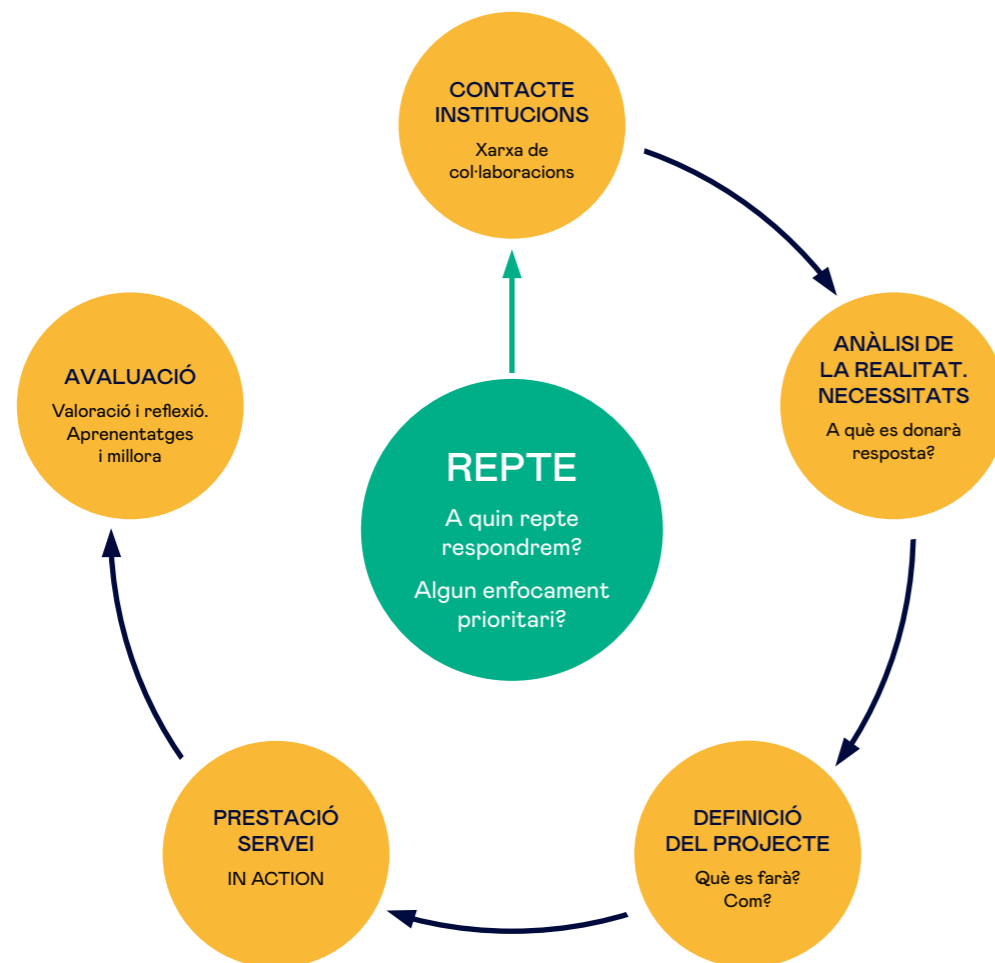 CONTACTE
INSTITUCIONS
Xarxa de
col·laboracions
ANÀLISI DE
LA REALITAT.
NECESSITATS
A què es donarà
resposta?
AVALUACIÓ
Valoració i reflexió.
Aprenentatges
i millora
REPTE
A quin repte
respondrem?
Algun enfocament
prioritari?
PRESTACIÓ
SERVEI
IN ACTION
DEFINICIÓ
DEL PROJECTE
Què es farà?
Com?